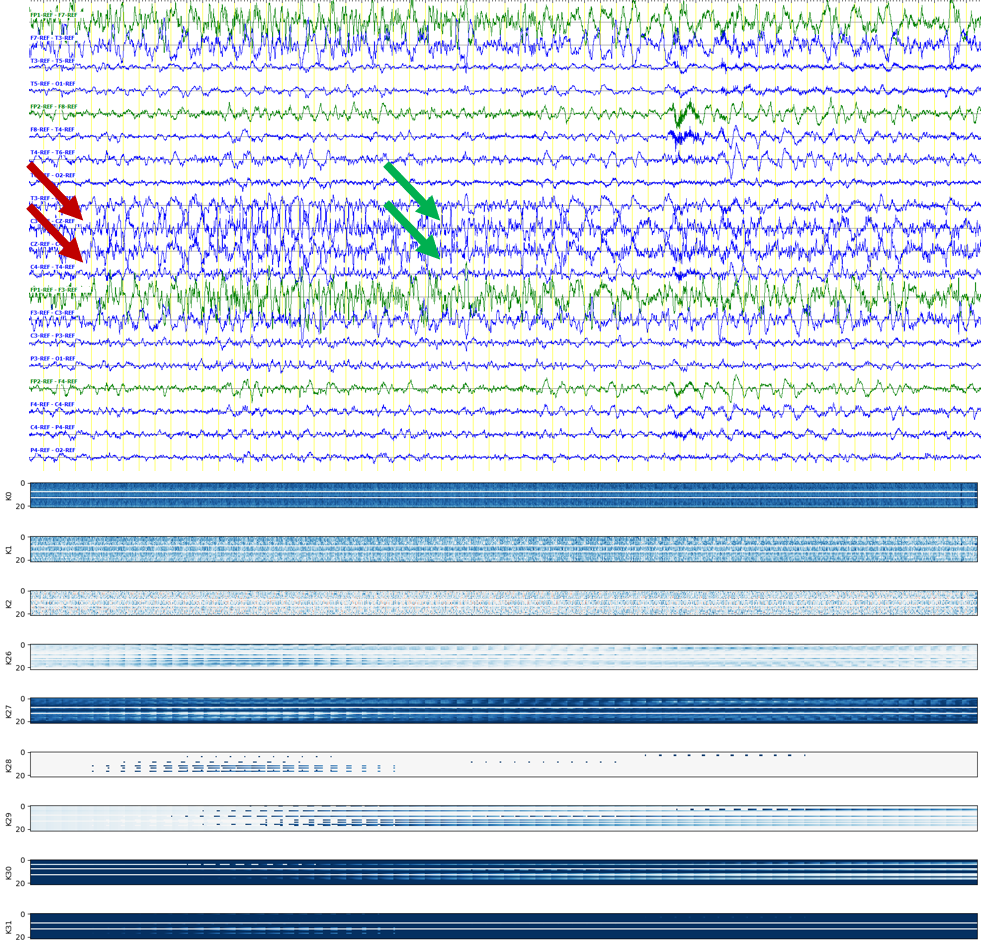 FP1-REF - F7-REF
F7-REF - T3-REF
T3-REF - T5-REF
T5-REF - O1-REF
FP2-REF - F8-REF
F8-REF - T4-REF
T4-REF - T6-REF
O2-REF
T3-REF
CZ-REF
CZ-REF
C4-REF - T4-REF
FP1-REF - F3-REF
F3-REF - C3-REF
C3-REF - P3-REF
P3-REF - O1-REF
FP2-REF - F4-REF
F4-REF - C4-REF
C4-REF - P4-REF
P4-REF - O2-REF
K0 0 20
K1 0 20
K2 0 20
K26 0 20
K27 0 20
K28 0 20
K29 0 20
K30 0 20
K31 0 20